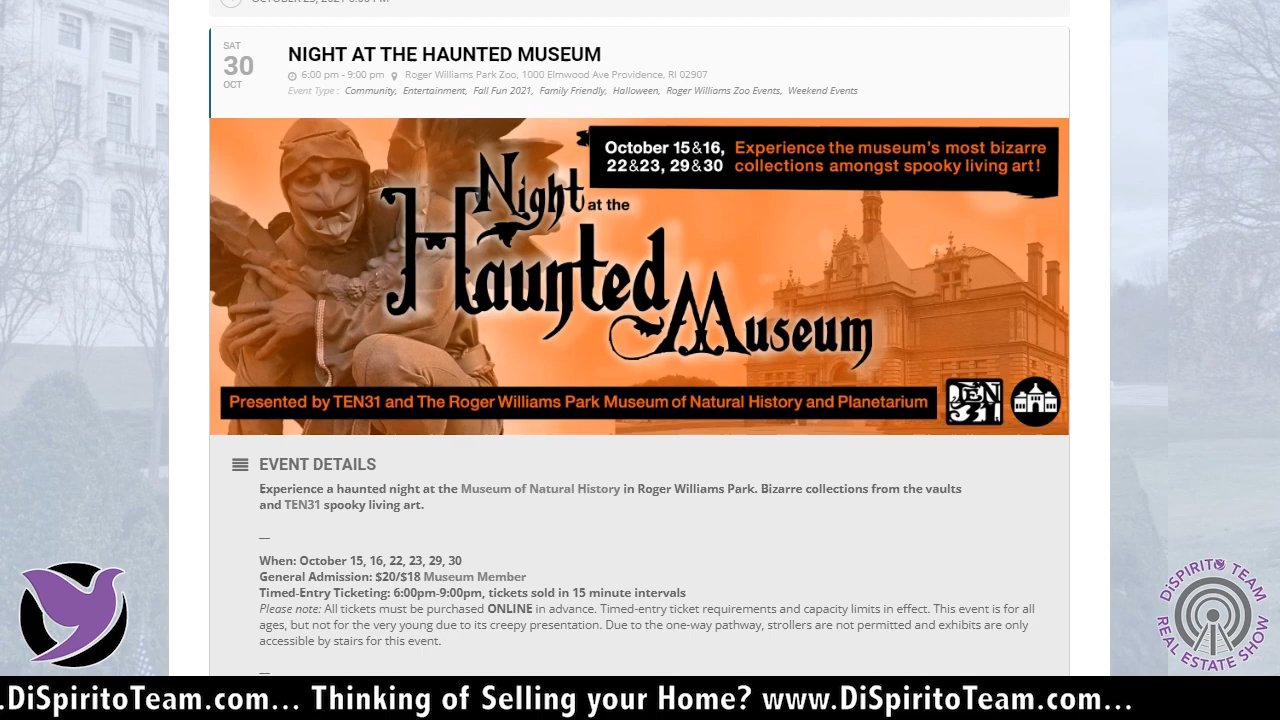 OCTOBER 23, 2021 6:00 PM
SAT
30
OCT
NIGHT AT THE HAUNTED MUSEUM
6:00 pm - 9:00 pm Roger Williams Park Zoo, 1000 Elmwood Ave Providence, RI 02907
Event Type : Community, Entertainment, Fall Fun 2021, Family Friendly, Halloween, Roger Williams Zoo Events, Weekend Events
October 15&16, Experience the museum's most bizarre
22&23, 29&30 collections amongst spooky living art!
Night at the
Haunted
Museum
Presented by TEN31 and The Roger Williams Park Museum of Natural History and Planetarium
TEN
31
EVENT DETAILS
Experience a haunted night at the Museum of Natural History in Roger Williams Park. Bizarre collections from the vaults
and TEN31 spooky living art.
—
When: October 15, 16, 22, 23, 29, 30
General Admission: $20/$18 Museum Member
Timed-Entry Ticketing: 6:00pm-9:00pm, tickets sold in 15 minute intervals
Please note: All tickets must be purchased ONLINE in advance. Timed-entry ticket requirements and capacity limits in effect. This event is for all
ages, but not for the very young due to its creepy presentation. Due to the one-way pathway, strollers are not permitted and exhibits are only
accessible by stairs for this event.
—
DiSPIRITO TEAM
REAL ESTATE SHOW
.DiSpiritoTeam.com... Thinking of Selling your Home? www.DiSpiritoTeam.com...